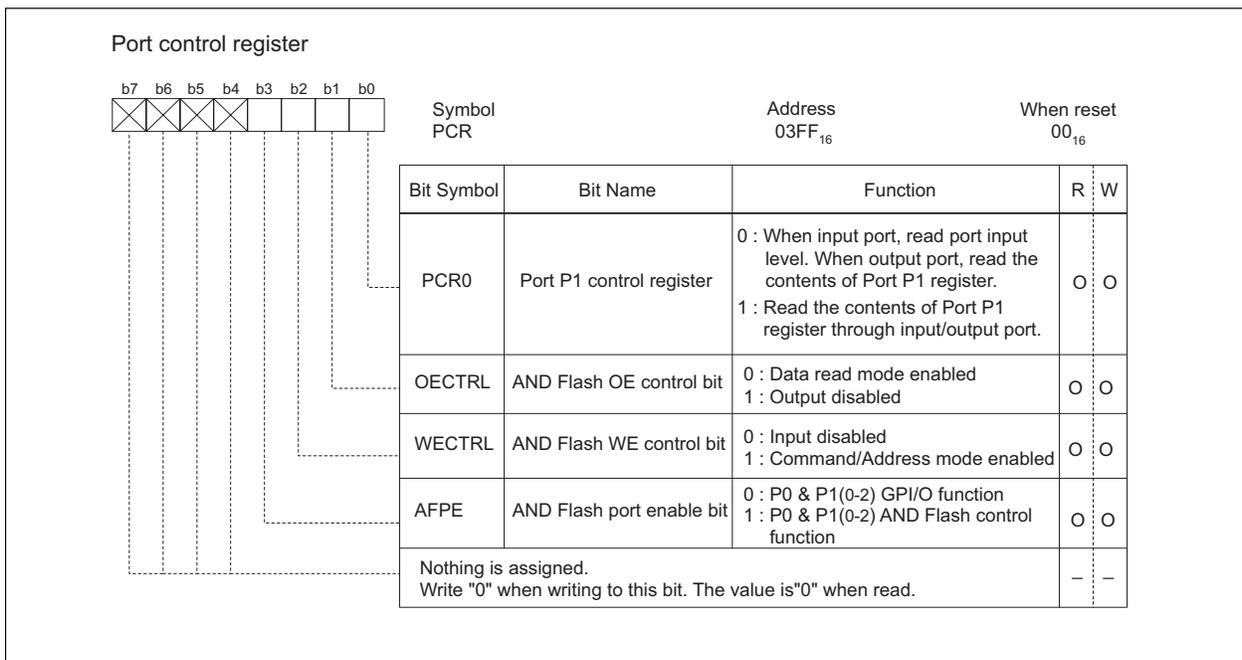 Port control register
b7 b6 b5 b4 b3 b2 b1 b0
Symbol Address When reset
PCR 03FF16 0016
Bit Symbol Bit Name Function R W
PCR0 Port P1 control register 0 : When input port, read port input
level. When output port, read the
contents of Port P1 register.
1 : Read the contents of Port P1
register through input/output port.
O O
OECTRL AND Flash OE control bit 0 : Data read mode enabled
1 : Output disabled
O O
WECTRL AND Flash WE control bit 0 : Input disabled
1 : Command/Address mode enabled
O O
AFPE AND Flash port enable bit 0 : P0 & P1(0-2) GPI/O function
1 : P0 & P1(0-2) AND Flash control
function
O O
Nothing is assigned.
Write "0" when writing to this bit. The value is"0" when read.
– –